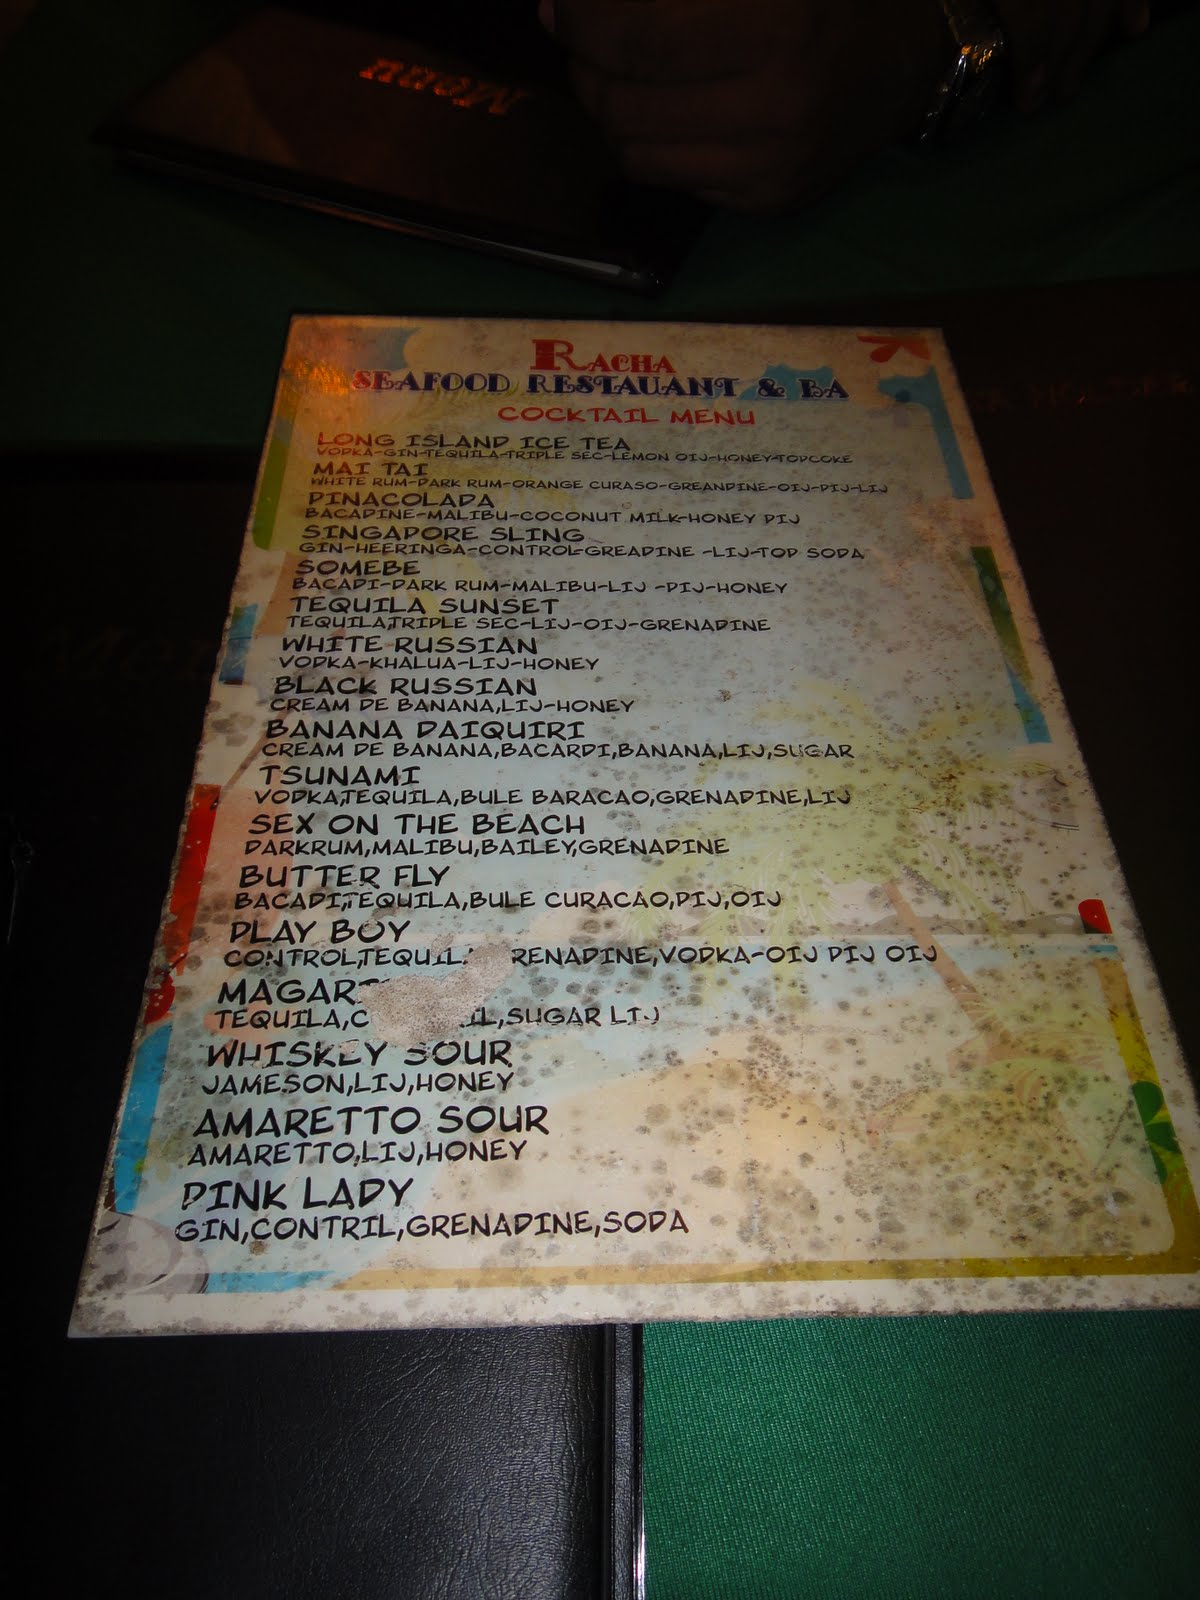 Menu
RACHA
SEAFOOD RESTAUANT & BA
COCKTAIL MENU
LONG ISLAND ICE TEA
VODKA-GIN-TEQUILA-TRIPLE SEC-LEMON OIJ-HONEY-TOPCOKE
MAI TAI
WHITE RUM-DARK RUM-ORANGE CURASO-GREANDINE-OIJ-PIJ-LIJ
PINACOLADA
BACADINE-MALIBU-COCONUT MILK-HONEY PIJ
SINGAPORE SLING
GIN-HEERINGA-CONTROL-GREADINE -LIJ-TOP SODA
SOMEBE
BACADI-DARK RUM-MALIBU-LIJ -PIJ-HONEY
TEQUILA SUNSET
TEQUILA,TRIPLE SEC-LIJ-OIJ-GRENADINE
WHITE RUSSIAN
VODKA-KHALUA-LIJ-HONEY
BLACK RUSSIAN
CREAM DE BANANA,LIJ-HONEY
BANANA DAIQUIRI
CREAM DE BANANA,BACARDI,BANANA,LIJ,SUGAR
TSUNAMI
VODKA,TEQUILA,BULE BARACAO,GRENADINE,LIJ
SEX ON THE BEACH
DARKRUM,MALIBU,BAILEY,GRENADINE
BUTTER FLY
BACADI,TEQUILA,BULE CURACAO,PIJ,OIJ
PLAY BOY
CONTROL,TEQUIL RENADINE,VODKA-OIJ PIJ OIJ
MAGAR
TEQUILA,C IL,SUGAR LIJ
WHISKEY SOUR
JAMESON,LIJ,HONEY
AMARETTO SOUR
AMARETTO,LIJ,HONEY
PINK LADY
GIN,CONTRIL,GRENADINE,SODA